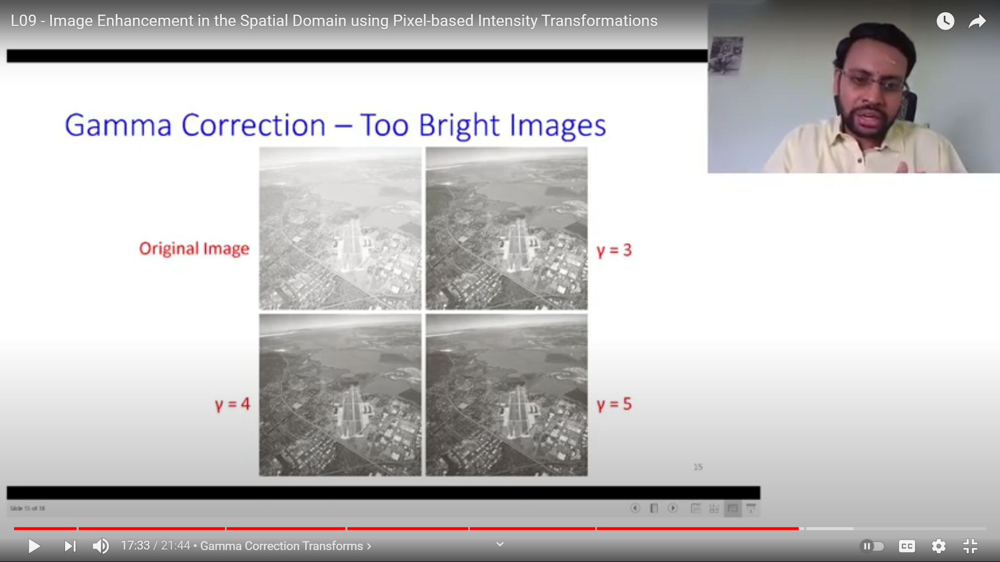 L09 - Image Enhancement in the Spatial Domain using Pixel-based Intensity Transformations
Gamma Correction – Too Bright Images
Original Image
γ = 3
γ = 4
γ = 5
15
Slide 15 of 18
17:33 / 21:44 • Gamma Correction Transforms ›
CC